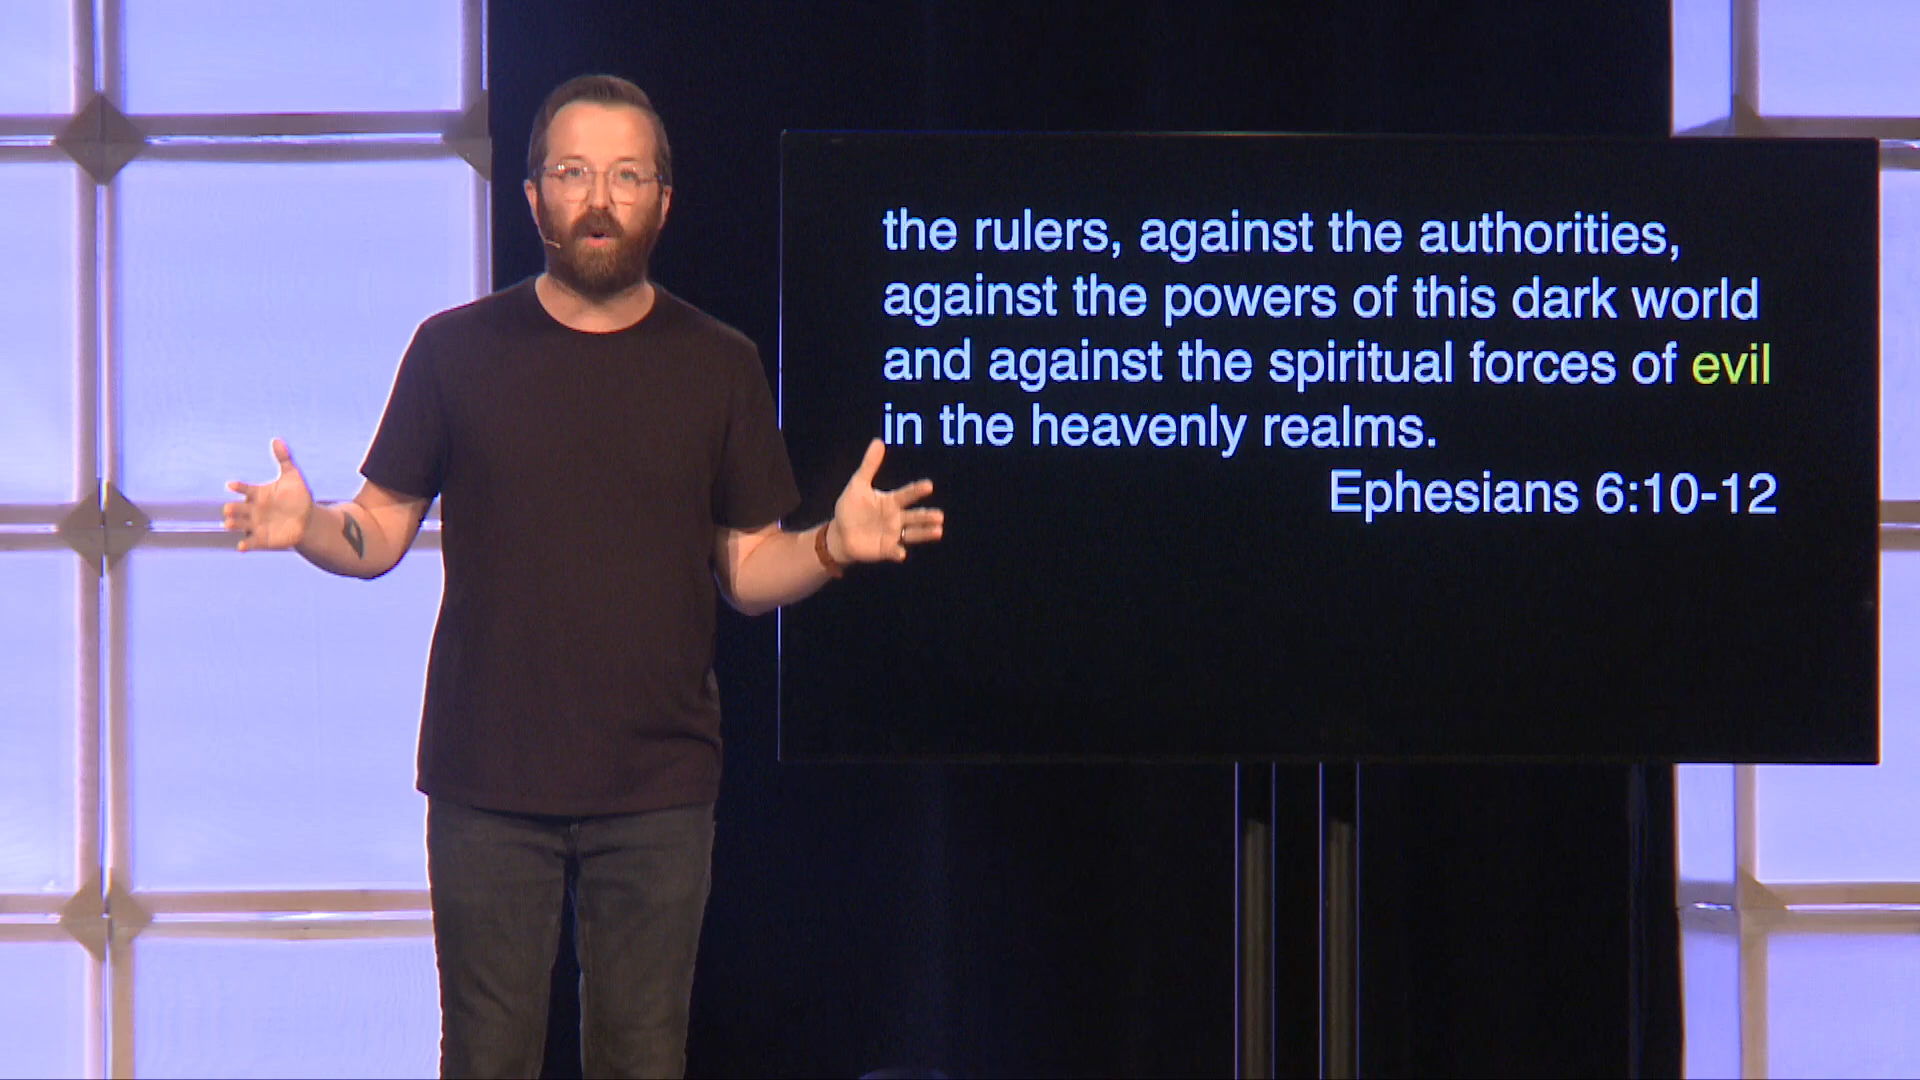 the rulers, against the authorities,
against the powers of this dark world
and against the spiritual forces of evil
in the heavenly realms.
Ephesians 6:10-12